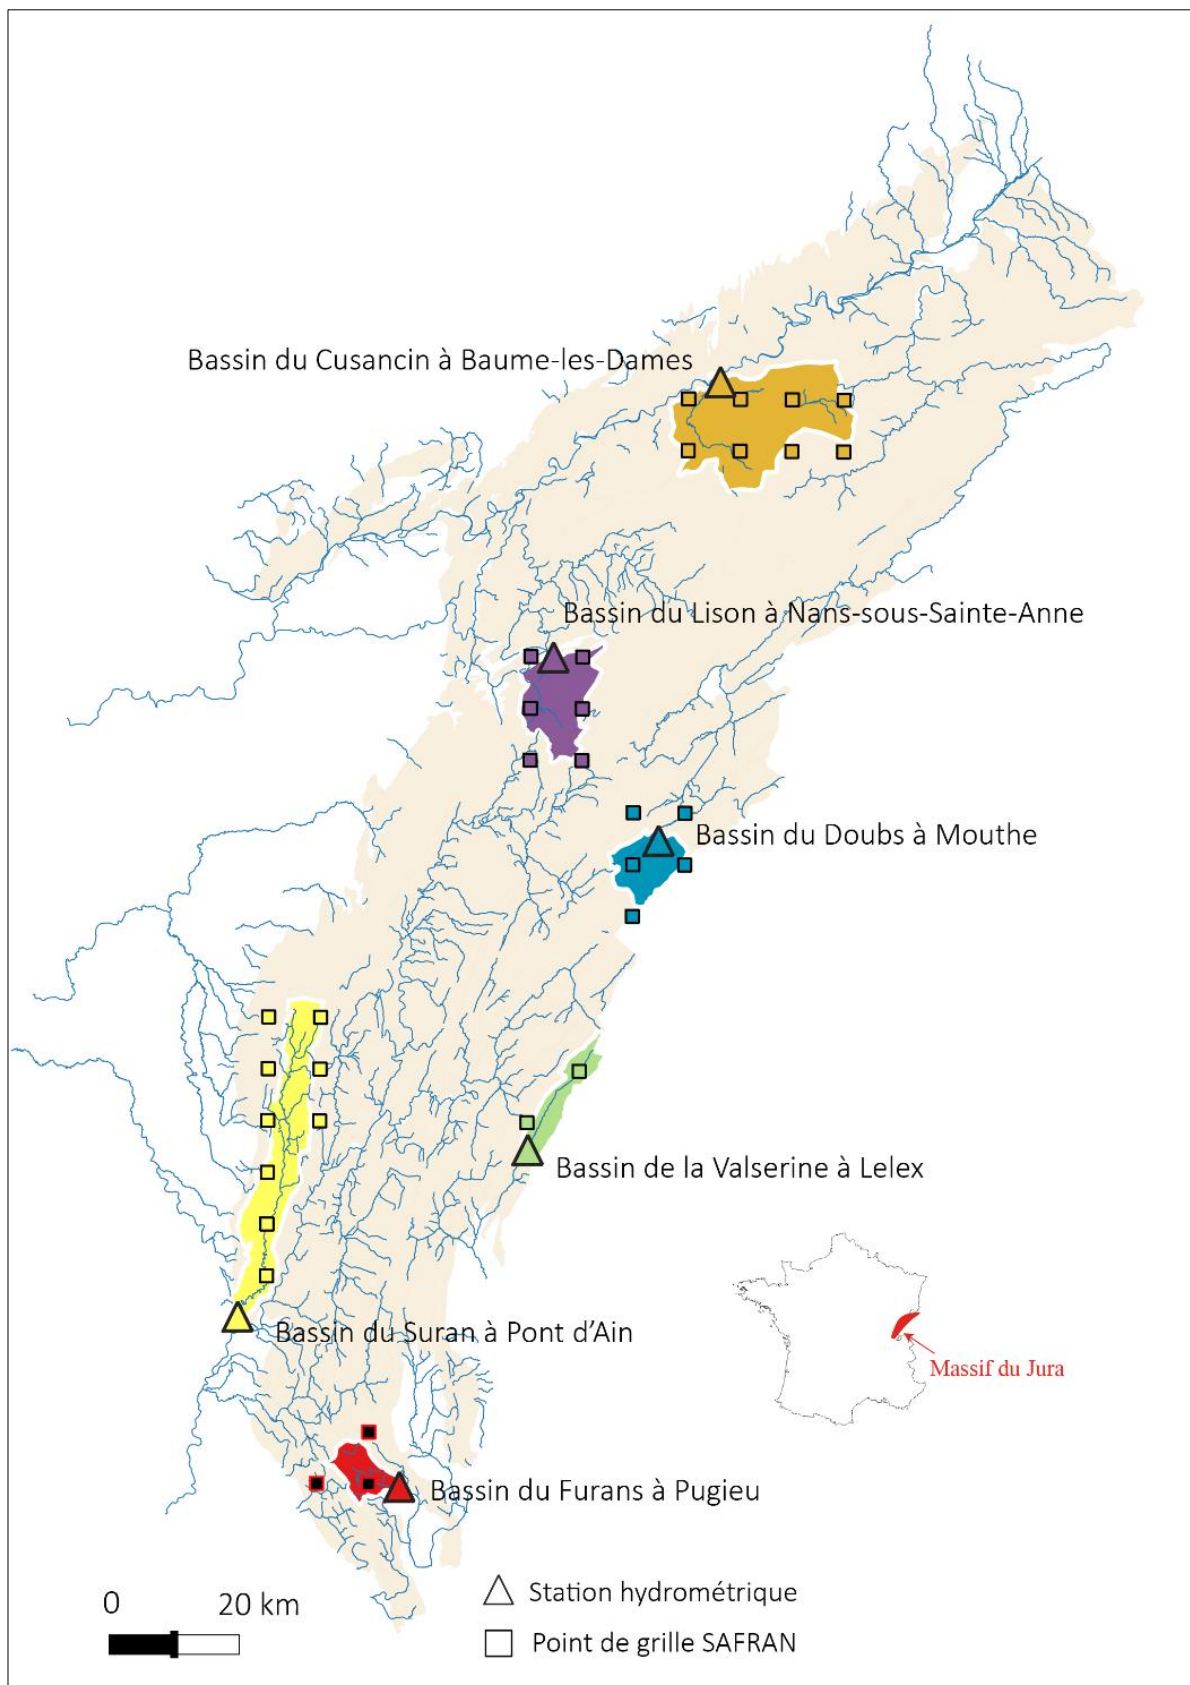 Bassin du Cusancin à Baume-les-Dames
Bassin du Lison à Nans-sous-Sainte-Anne
Bassin du Doubs à Mouthe
Bassin de la Valserine à Lelex
Bassin du Suran à Pont d’Ain
Massif du Jura
Bassin du Furans à Pugieu
0 20 km
Station hydrométrique
Point de grille SAFRAN